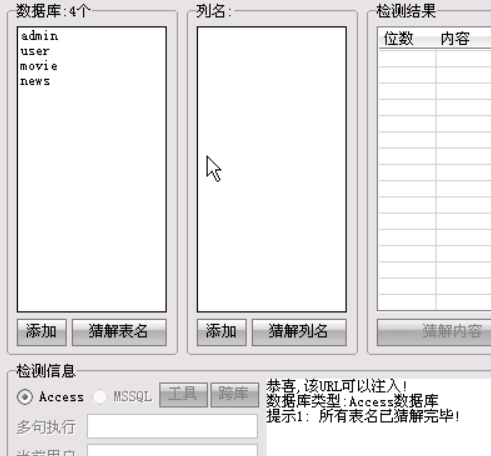 数据库:4个
列名:
检测结果
admin
user
movie
news
位数 内容
添加 猜解表名
添加 猜解列名
猜解内容
检测信息
Access MSSQL 工具 跨库
多句执行
当前用户
恭喜,该URL可以注入!
数据库类型:Access数据库
提示1: 所有表名已猜解完毕!